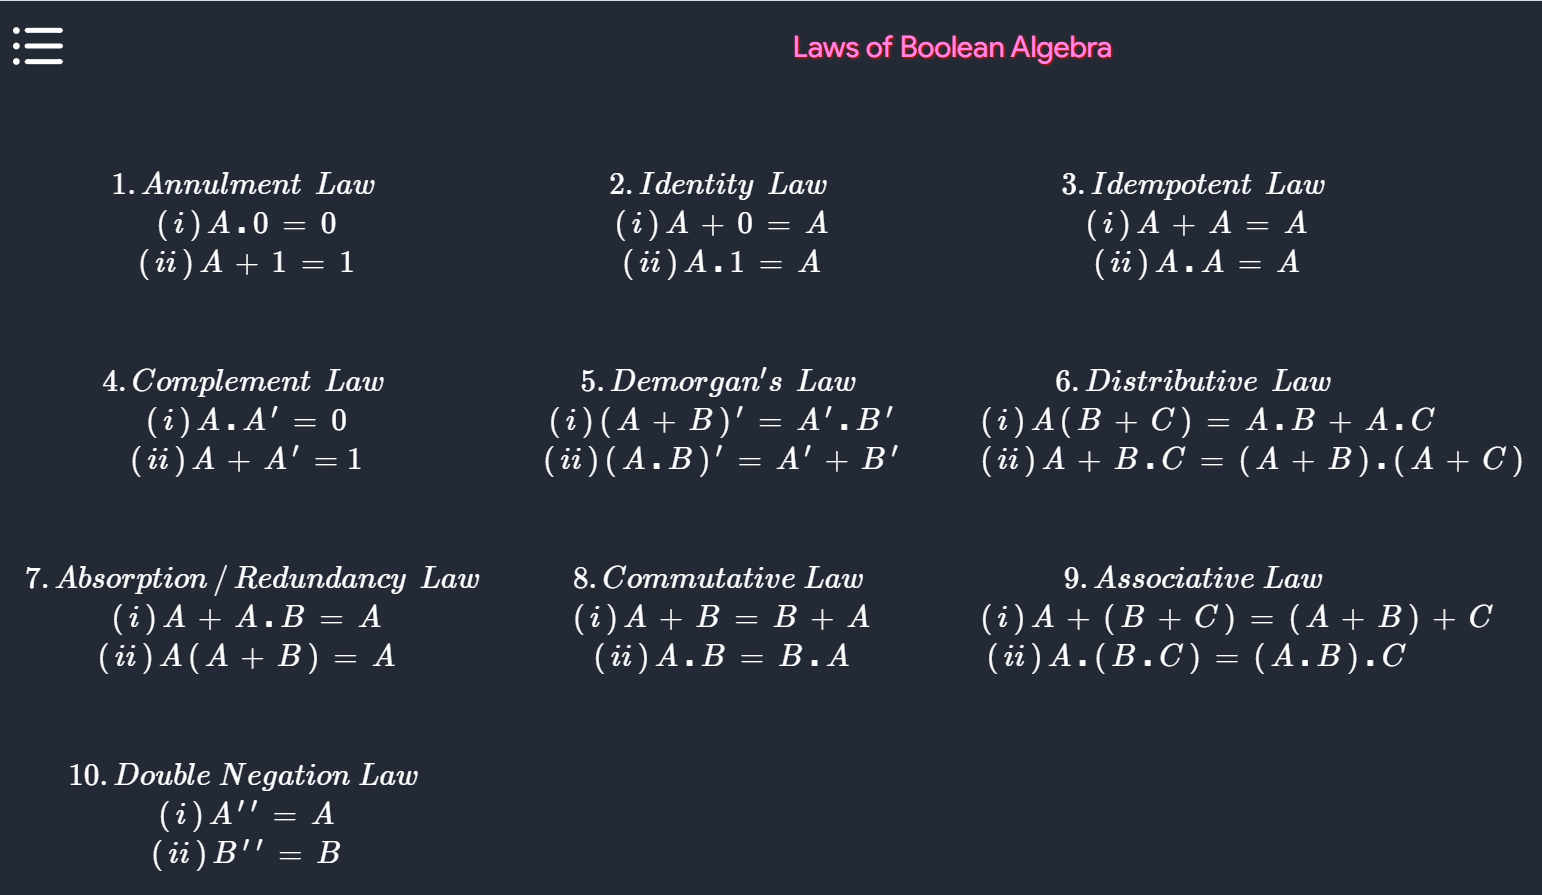 Laws of Boolean Algebra
1. Annulment Law
(i) A.0 = 0
(ii) A + 1 = 1
2. Identity Law
(i) A + 0 = A
(ii) A.1 = A
3. Idempotent Law
(i) A + A = A
(ii) A.A = A
4. Complement Law
(i) A.A' = 0
(ii) A + A' = 1
5. Demorgan's Law
(i) (A + B)' = A'.B'
(ii) (A.B)' = A' + B'
6. Distributive Law
(i) A(B + C) = A.B + A.C
(ii) A + B.C = (A + B).(A + C)
7. Absorption / Redundancy Law
(i) A + A.B = A
(ii) A(A + B) = A
8. Commutative Law
(i) A + B = B + A
(ii) A.B = B.A
9. Associative Law
(i) A + (B + C) = (A + B) + C
(ii) A.(B.C) = (A.B).C
10. Double Negation Law
(i) A'' = A
(ii) B'' = B